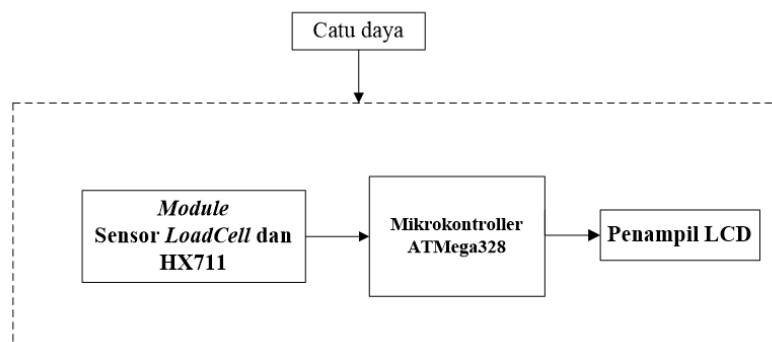 Catu daya
Module
Sensor LoadCell dan
HX711
Mikrokontroller
ATMega328
Penampil LCD